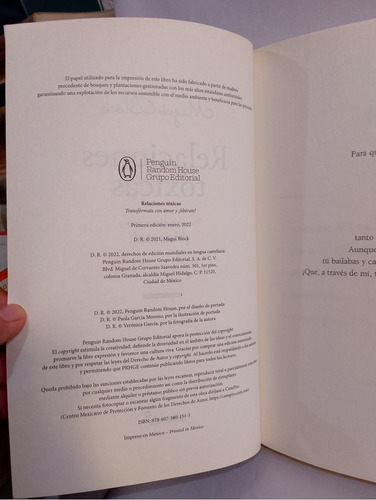 El papel utilizado para la impresión de este libro ha sido fabricado a partir de madera
procedente de bosques y plantaciones gestionadas con los más altos estándares ambientales,
garantizando una explotación de los recursos sostenible con el medio ambiente y beneficiosa para las personas.
Penguin
Random House
Grupo Editorial
Relaciones tóxicas
Transfórmate con amor y ¡libérate!
Primera edición: enero, 2022
D. R. © 2021, Magui Block
D. R. © 2022, derechos de edición mundiales en lengua castellana:
Penguin Random House Grupo Editorial, S. A. de C. V.
Blvd. Miguel de Cervantes Saavedra núm. 301, 1er piso,
colonia Granada, alcaldía Miguel Hidalgo, C. P. 11520,
Ciudad de México
D. R. © 2022, Penguin Random House, por el diseño de portada
D. R. © Paola García Moreno, por la ilustración de portada
D. R. © Verónica García, por la fotografía de la autora
Penguin Random House Grupo Editorial apoya la protección del copyright.
El copyright estimula la creatividad, defiende la diversidad en el ámbito de las ideas y el conocimiento,
promueve la libre expresión y favorece una cultura viva. Gracias por comprar una edición autorizada
de este libro y por respetar las leyes del Derecho de Autor y copyright. Al hacerlo está respaldando a los autores
y permitiendo que PRHGE continúe publicando libros para todos los lectores.
Queda prohibido bajo las sanciones establecidas por las leyes escanear, reproducir total o parcialmente esta obra
por cualquier medio o procedimiento así como la distribución de ejemplares
mediante alquiler o préstamo público sin previa autorización.
Si necesita fotocopiar o escanear algún fragmento de esta obra diríjase a CemPro
(Centro Mexicano de Protección y Fomento de los Derechos de Autor, https://cempro.com.mx).
ISBN: 978-607-380-151-3
Impreso en México – Printed in Mexico
Para qu
tanto
Aunque
tú bailabas y ca
¡Que, a través de mí, t